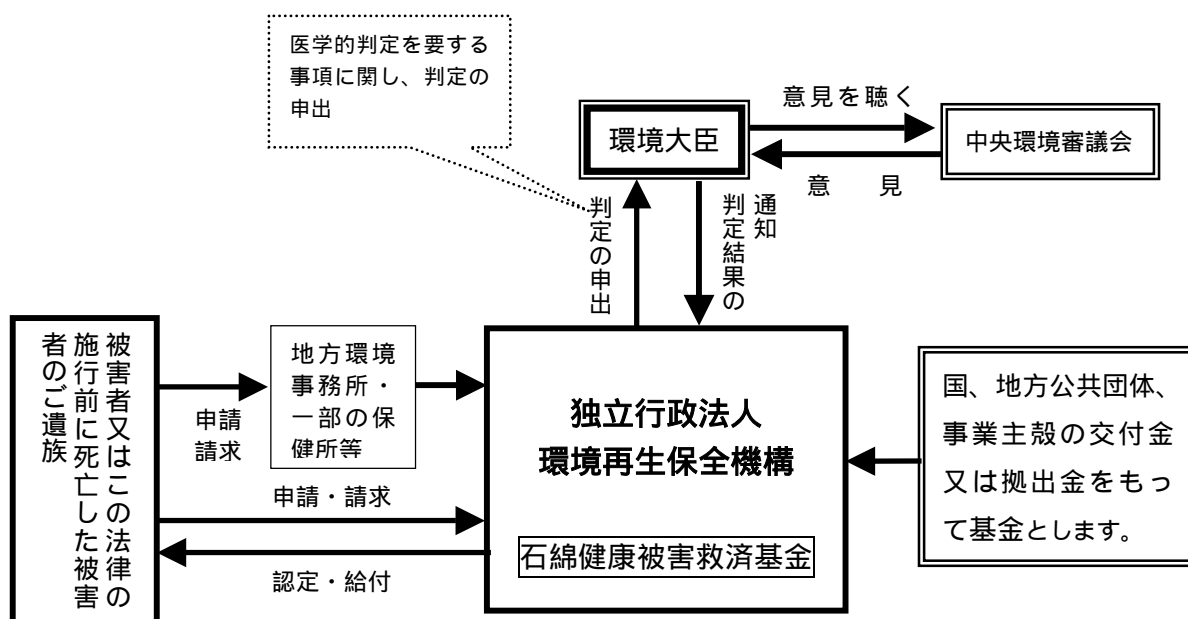 医学的判定を要する
事項に関し、判定の
申出
環境大臣
意見を聴く
意　見
中央環境審議会
判定の申出
通知
判定結果の
被害者又はこの法律の
施行前に死亡した被害
者のご遺族
申請
請求
地方環境
事務所・
一部の保
健所等
申請・請求
認定・給付
独立行政法人
環境再生保全機構
石綿健康被害救済基金
国、地方公共団体、
事業主殻の交付金
又は拠出金をもっ
て基金とします。